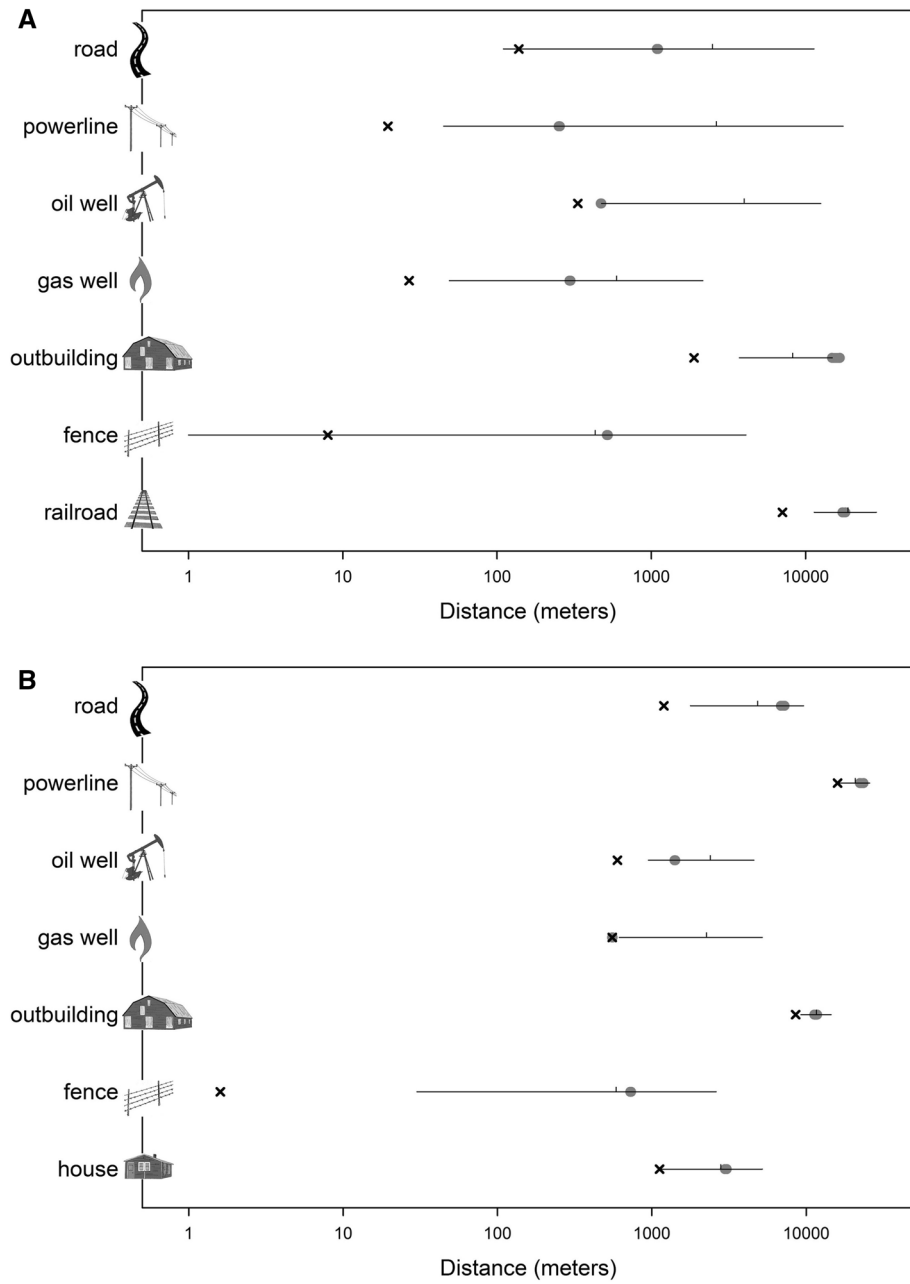 A
road
powerline
oil well
gas well
outbuilding
fence
railroad
1 10 100 1000 10000
Distance (meters)
B
road
powerline
oil well
gas well
outbuilding
fence
house
1 10 100 1000 10000
Distance (meters)